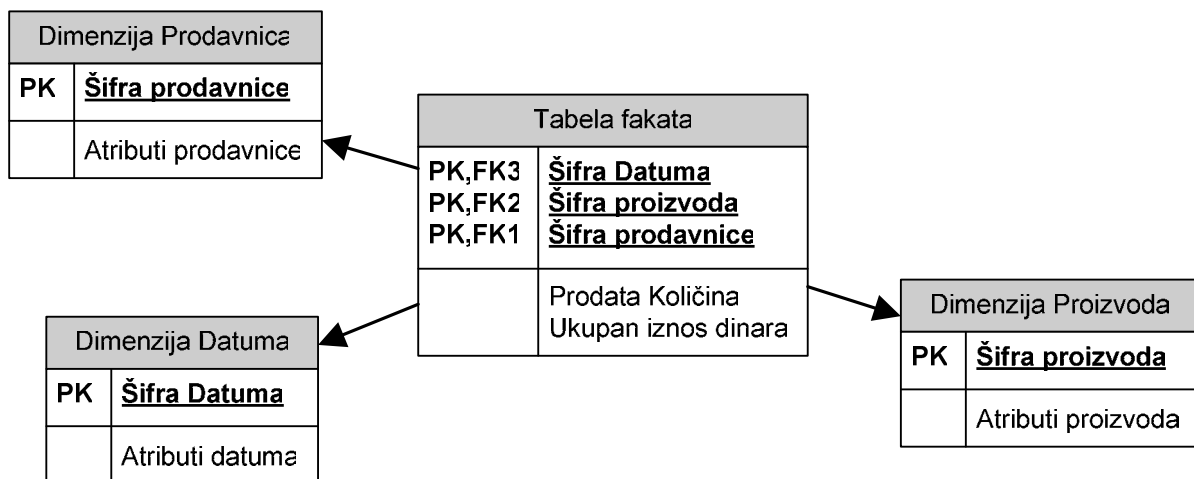 Dimenzija Prodavnica
PK Šifra prodavnice
Atributi prodavnice
Tabela fakata
PK,FK3 Šifra Datuma
PK,FK2 Šifra proizvoda
PK,FK1 Šifra prodavnice
Prodata Količina
Ukupan iznos dinara
Dimenzija Datuma
PK Šifra Datuma
Atributi datuma
Dimenzija Proizvoda
PK Šifra proizvoda
Atributi proizvoda